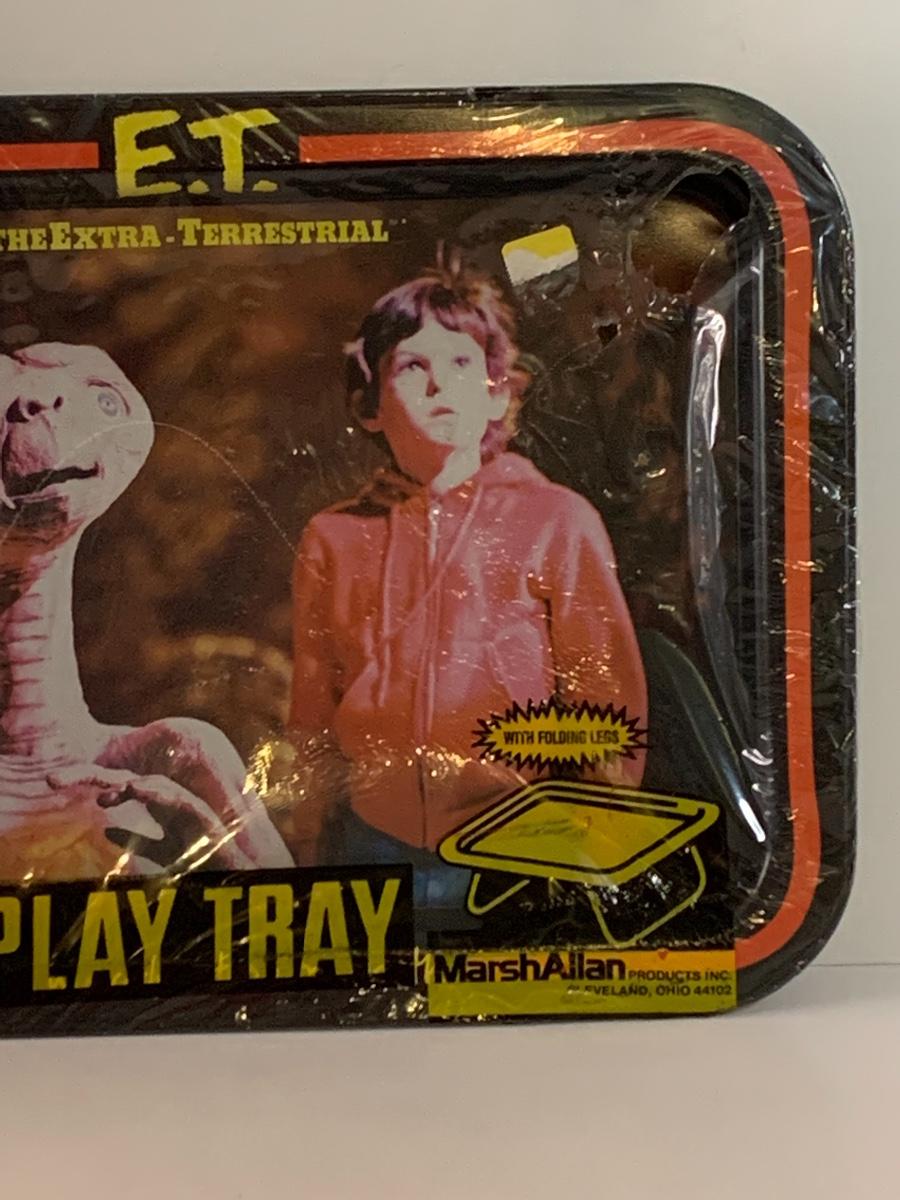 E.T.
THE EXTRA-TERRESTRIAL
WITH FOLDING LEGS
PLAY TRAY
MarshAllan PRODUCTS INC.
CLEVELAND, OHIO 44102